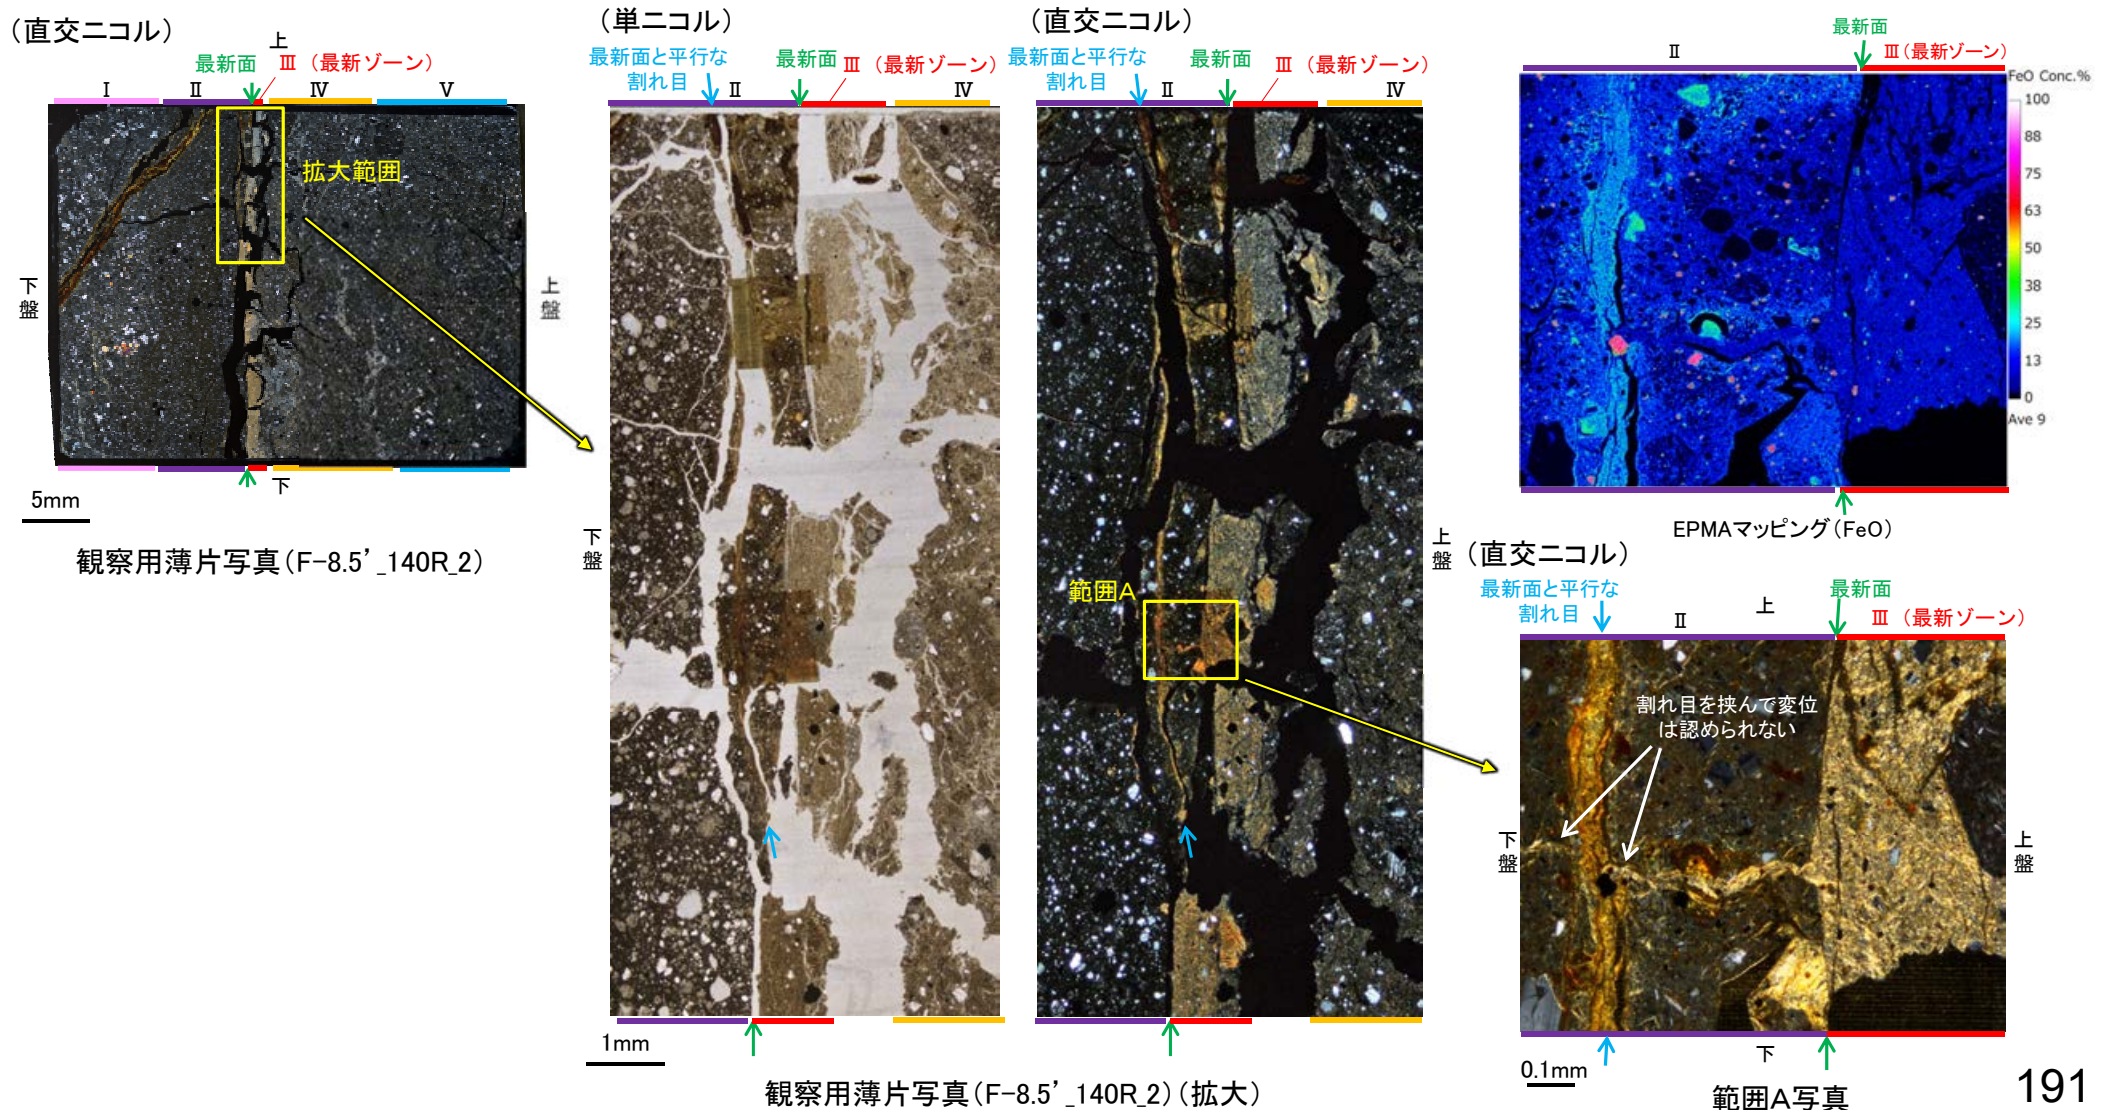 (直交ニコル)
上
最新面
Ⅲ (最新ゾーン)
Ⅰ
Ⅱ
Ⅳ
Ⅴ
拡大範囲
下盤
上盤
下
5mm
観察用薄片写真(F-8.5’_140R_2)
(単ニコル)
最新面と平行な
割れ目
Ⅱ
最新面
Ⅲ (最新ゾーン)
Ⅳ
下盤
1mm
(直交ニコル)
最新面と平行な
割れ目
Ⅱ
最新面
Ⅲ (最新ゾーン)
Ⅳ
範囲A
上盤
観察用薄片写真(F-8.5’_140R_2)(拡大)
最新面
Ⅱ
Ⅲ(最新ゾーン)
FeO Conc.%
100
88
75
63
50
38
25
13
0
Ave 9
EPMAマッピング(FeO)
(直交ニコル)
最新面と平行な
割れ目
Ⅱ
上
最新面
Ⅲ (最新ゾーン)
割れ目を挟んで変位
は認められない
下盤
上盤
下
0.1mm
範囲A写真
191